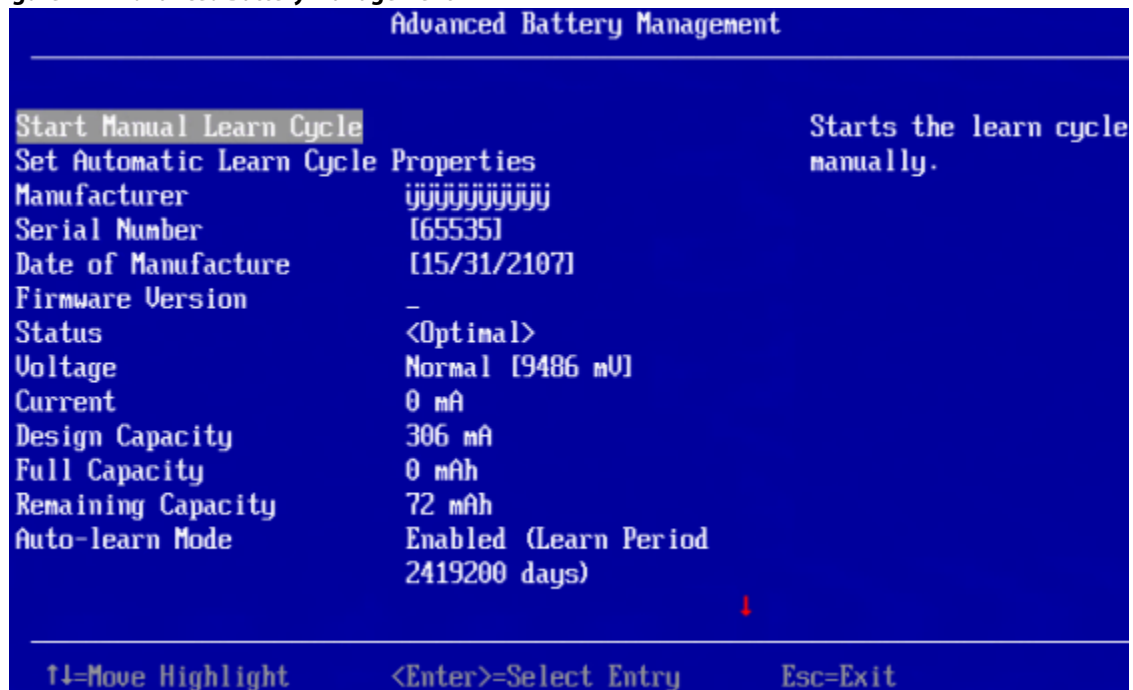 Advanced Battery Management
Start Manual Learn Cycle
Starts the learn cycle
Set Automatic Learn Cycle Properties
manually.
Manufacturer ÿÿÿÿÿÿÿÿÿÿÿ
Serial Number [65535]
Date of Manufacture [15/31/2107]
Firmware Version _
Status <Optimal>
Voltage Normal [9486 mV]
Current 0 mA
Design Capacity 306 mA
Full Capacity 0 mAh
Remaining Capacity 72 mAh
Auto-learn Mode Enabled (Learn Period
2419200 days)
↓
↑↓=Move Highlight <Enter>=Select Entry Esc=Exit